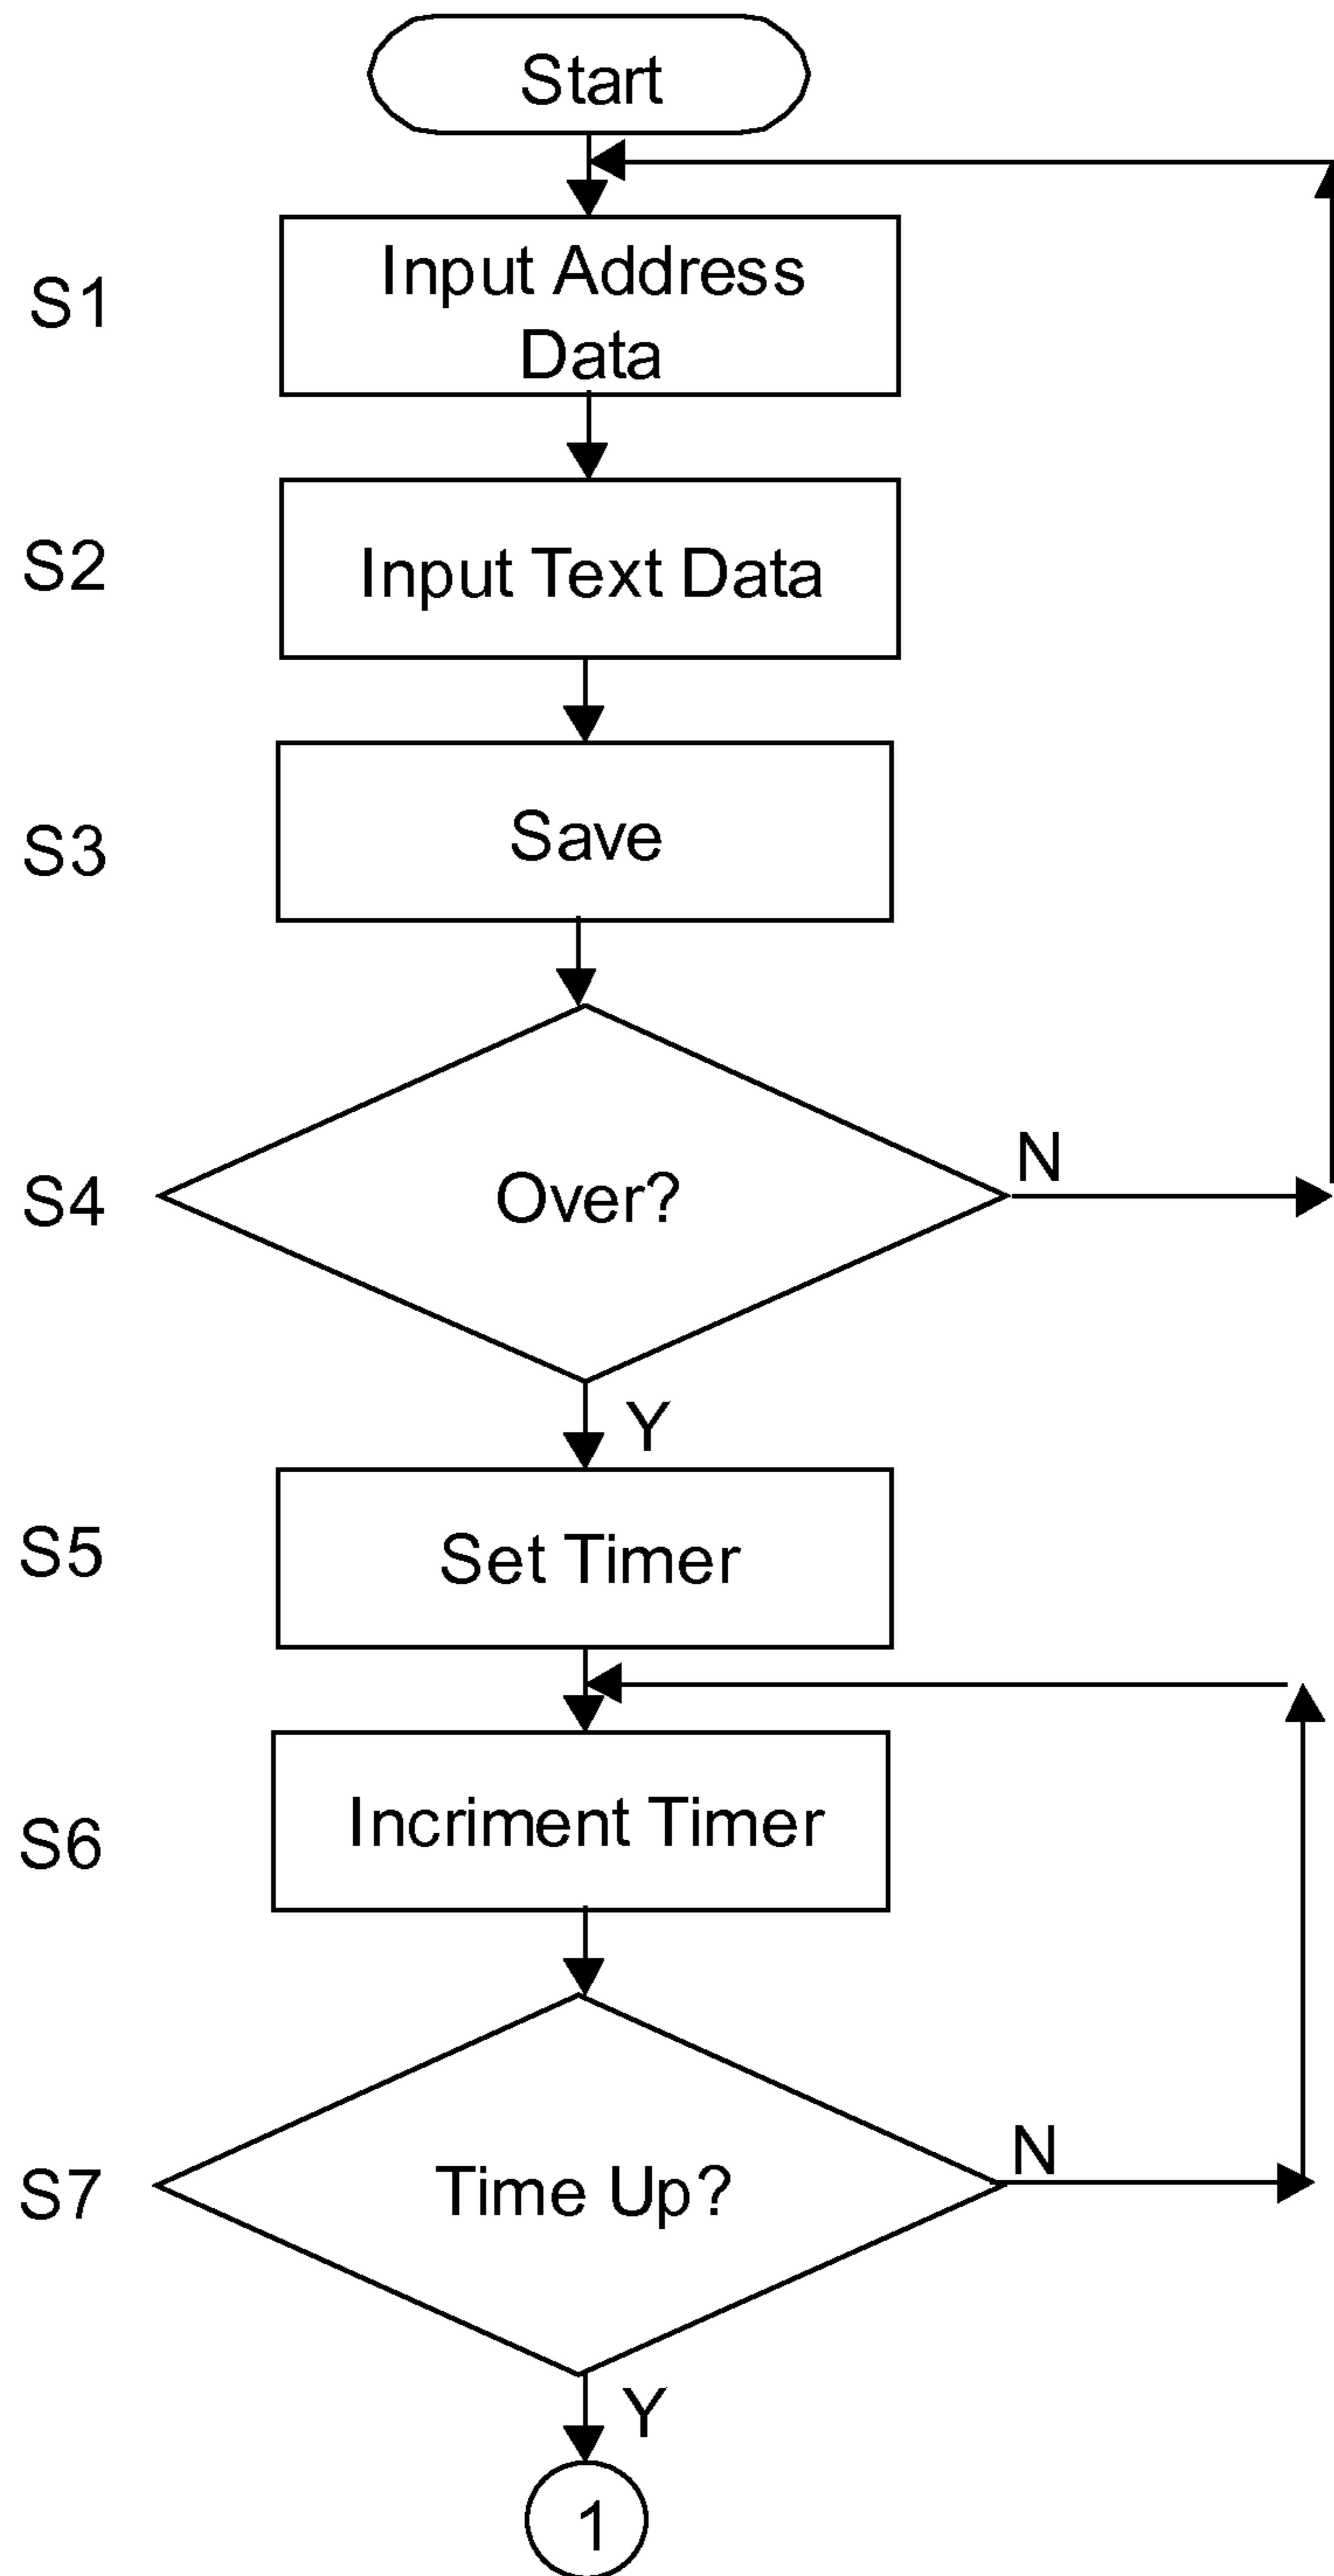 Start
S1
Input Address
Data
S2
Input Text Data
S3
Save
S4
Over?
N
Y
S5
Set Timer
S6
Incriment Timer
S7
Time Up?
N
Y
1